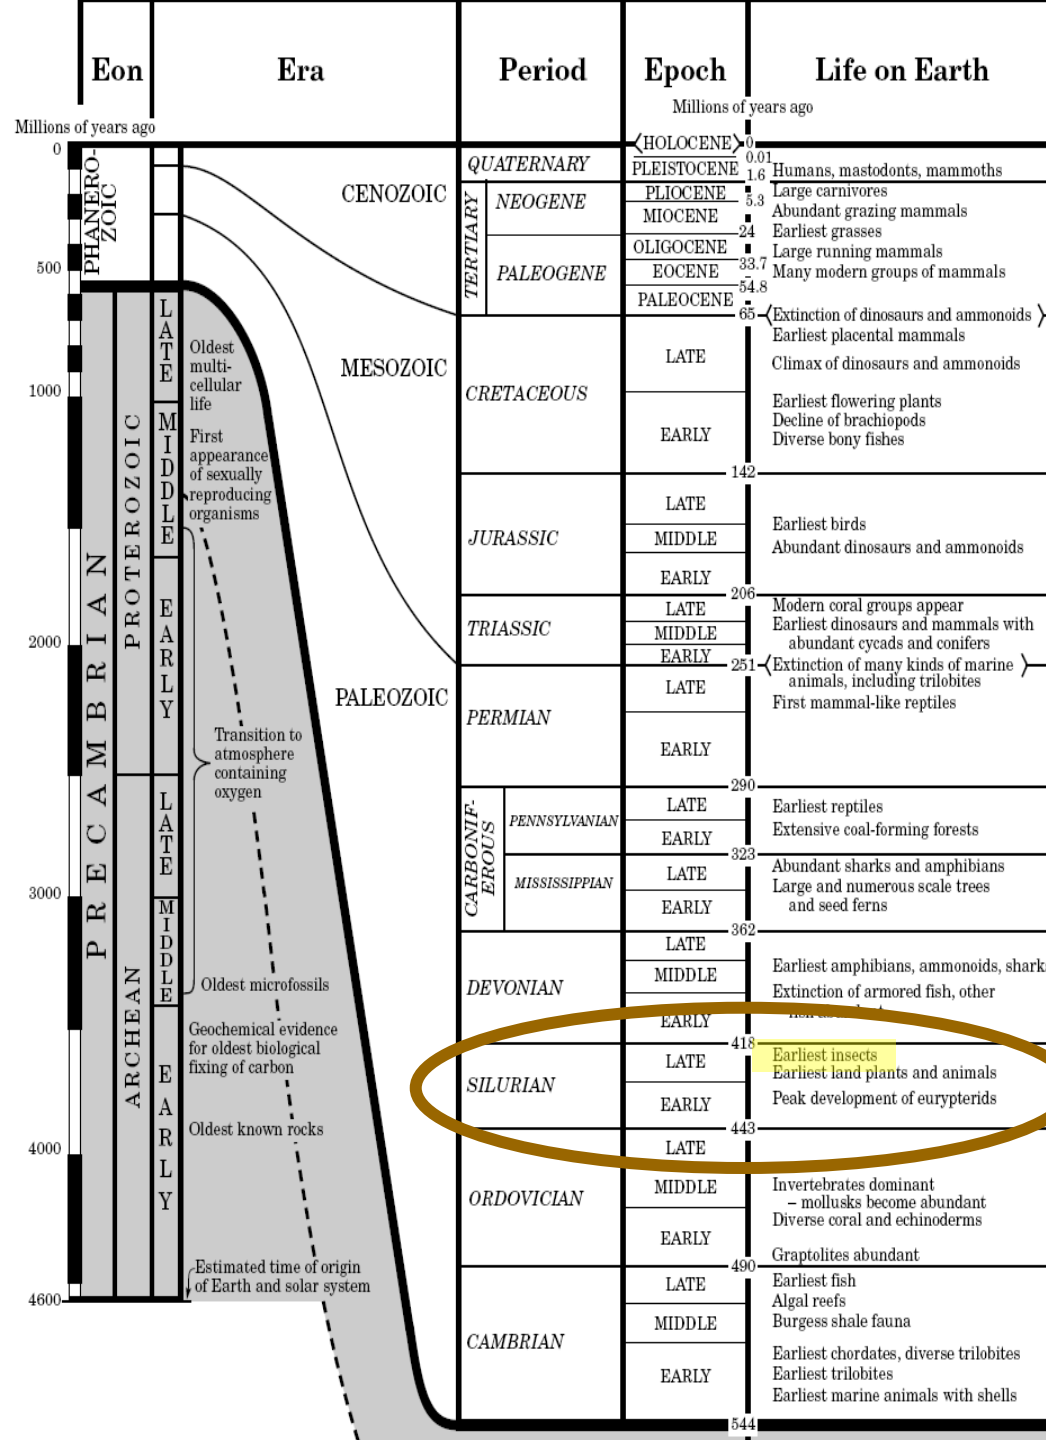 Eon
Era
Period
Epoch
Life on Earth
Millions of years ago
Millions of years ago
0
500
1000
2000
3000
4000
4600
PHANERO-
ZOIC
PRECAMBRIAN
PROTEROZOIC
ARCHEAN
LATE
MIDDLE
EARLY
LATE
MIDDLE
EARLY
Oldest
multi-
cellular
life
First
appearance
of sexually
reproducing
organisms
Transition to
atmosphere
containing
oxygen
Oldest microfossils
Geochemical evidence
for oldest biological
fixing of carbon
Oldest known rocks
Estimated time of origin
of Earth and solar system
CENOZOIC
MESOZOIC
PALEOZOIC
QUATERNARY
TERTIARY
NEOGENE
PALEOGENE
CRETACEOUS
JURASSIC
TRIASSIC
PERMIAN
CARBONIF-
EROUS
PENNSYLVANIAN
MISSISSIPPIAN
DEVONIAN
SILURIAN
ORDOVICIAN
CAMBRIAN
HOLOCENE
0
0.01
PLEISTOCENE
1.6
PLIOCENE
5.3
MIOCENE
24
OLIGOCENE
33.7
EOCENE
54.8
PALEOCENE
65
LATE
EARLY
142
LATE
MIDDLE
EARLY
206
LATE
MIDDLE
EARLY
251
LATE
EARLY
290
LATE
EARLY
323
LATE
EARLY
362
LATE
MIDDLE
EARLY
418
LATE
EARLY
443
LATE
MIDDLE
EARLY
490
LATE
MIDDLE
EARLY
544
Humans, mastodonts, mammoths
Large carnivores
Abundant grazing mammals
Earliest grasses
Large running mammals
Many modern groups of mammals
Extinction of dinosaurs and ammonoids
Earliest placental mammals
Climax of dinosaurs and ammonoids
Earliest flowering plants
Decline of brachiopods
Diverse bony fishes
Earliest birds
Abundant dinosaurs and ammonoids
Modern coral groups appear
Earliest dinosaurs and mammals with
abundant cycads and conifers
Extinction of many kinds of marine
animals, including trilobites
First mammal-like reptiles
Earliest reptiles
Extensive coal-forming forests
Abundant sharks and amphibians
Large and numerous scale trees
and seed ferns
Earliest amphibians, ammonoids, shark
Extinction of armored fish, other
Earliest insects
Earliest land plants and animals
Peak development of eurypterids
Invertebrates dominant
– mollusks become abundant
Diverse coral and echinoderms
Graptolites abundant
Earliest fish
Algal reefs
Burgess shale fauna
Earliest chordates, diverse trilobites
Earliest trilobites
Earliest marine animals with shells